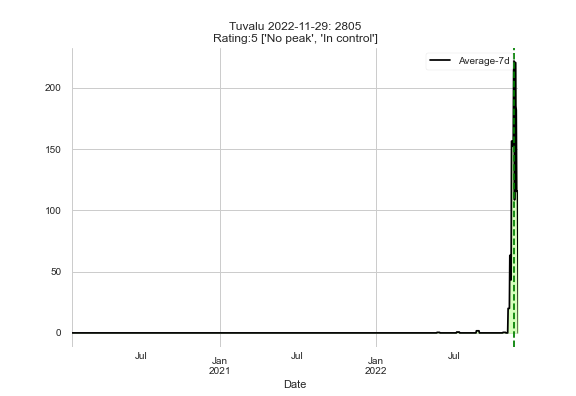 Tuvalu 2022-11-29: 2805
Rating:5 ['No peak', 'In control']
Average-7d
200
150
100
50
0
Jul
Jan
2021
Jul
Jan
2022
Jul
Date